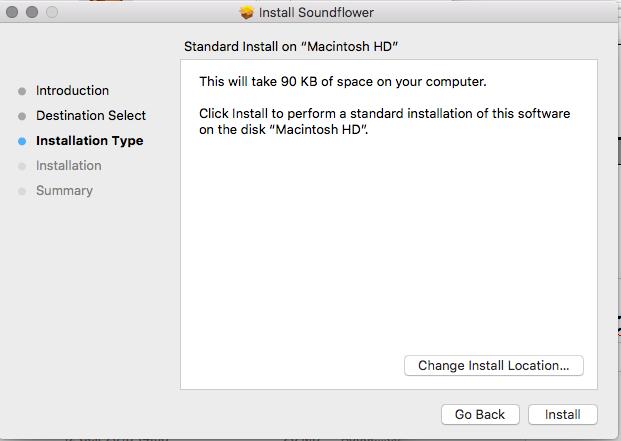 Install Soundflower
Standard Install on “Macintosh HD”
Introduction
Destination Select
Installation Type
Installation
Summary
This will take 90 KB of space on your computer.
Click Install to perform a standard installation of this software
on the disk “Macintosh HD”.
Change Install Location...
Go Back
Install